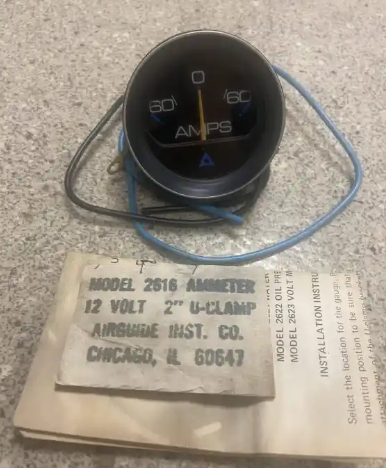 0
60
60
AMPS
MODEL 2616 AMMETER
12 VOLT 2" U-CLAMP
AIRGUIDE INST. CO.
CHICAGO, IL 60647
MODEL 2622 OIL PRE
MODEL 2623 VOLT M
INSTALLATION INSTRU
Select the location for the gauge
mounting position to be sure that